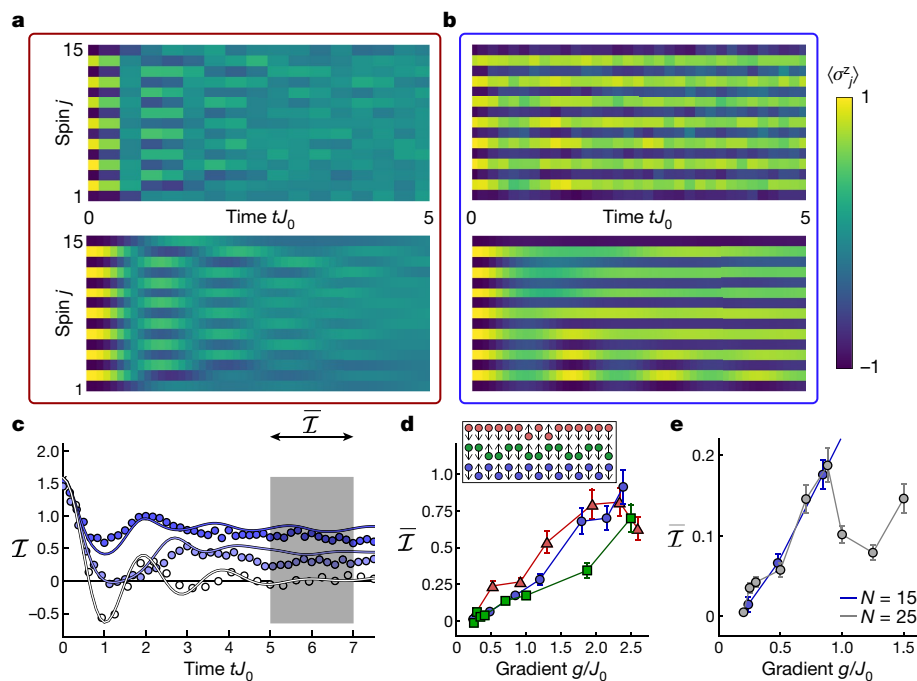 a
b
15
Spin j
1
0
Time tJ₀
5
0
Time tJ₀
5
⟨σᶻⱼ⟩
1
−1
15
Spin j
1
c
ℐ̅
2.0
1.5
1.0
0.5
0
−0.5
ℐ
0
1
2
3
4
5
6
7
Time tJ₀
d
1.00
0.75
0.50
0.25
0
ℐ̅
0.5
1.0
1.5
2.0
2.5
Gradient g/J₀
e
0.2
0.1
0
ℐ̅
N = 15
N = 25
0
0.5
1.0
1.5
Gradient g/J₀